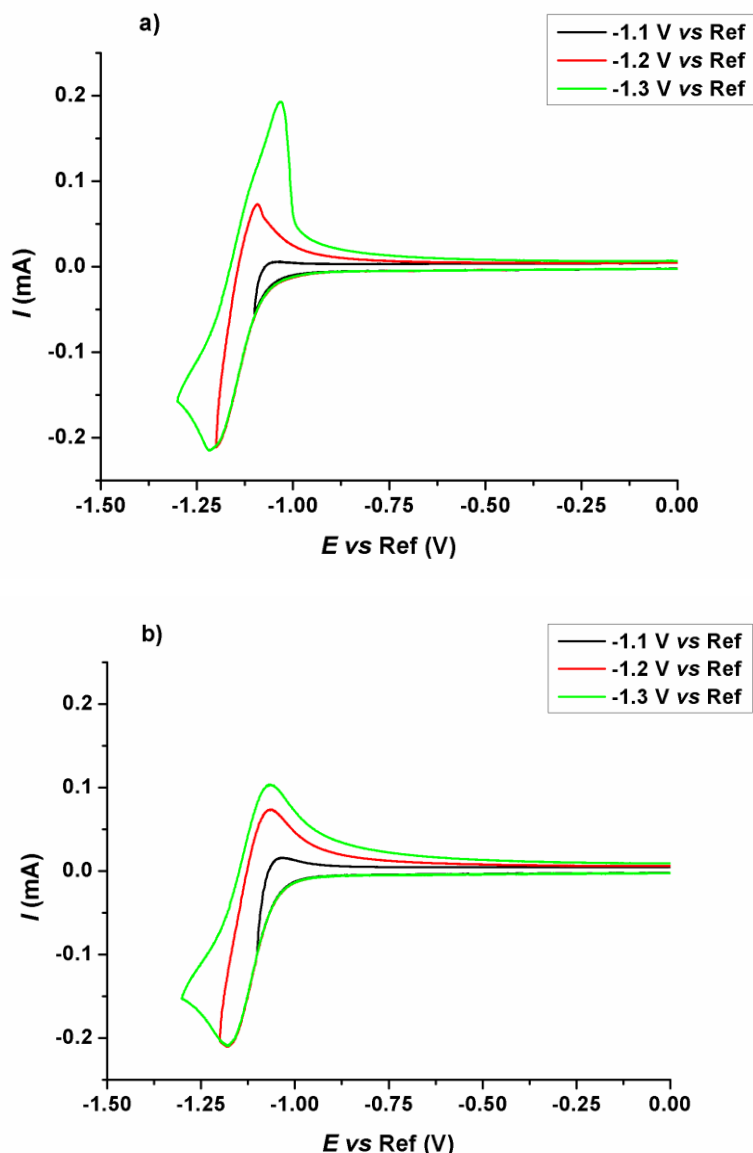 a)
-1.1 V vs Ref
-1.2 V vs Ref
-1.3 V vs Ref
0.2
0.1
0.0
-0.1
-0.2
I (mA)
-1.50 -1.25 -1.00 -0.75 -0.50 -0.25 0.00
E vs Ref (V)
b)
-1.1 V vs Ref
-1.2 V vs Ref
-1.3 V vs Ref
0.2
0.1
0.0
-0.1
-0.2
I (mA)
-1.50 -1.25 -1.00 -0.75 -0.50 -0.25 0.00
E vs Ref (V)